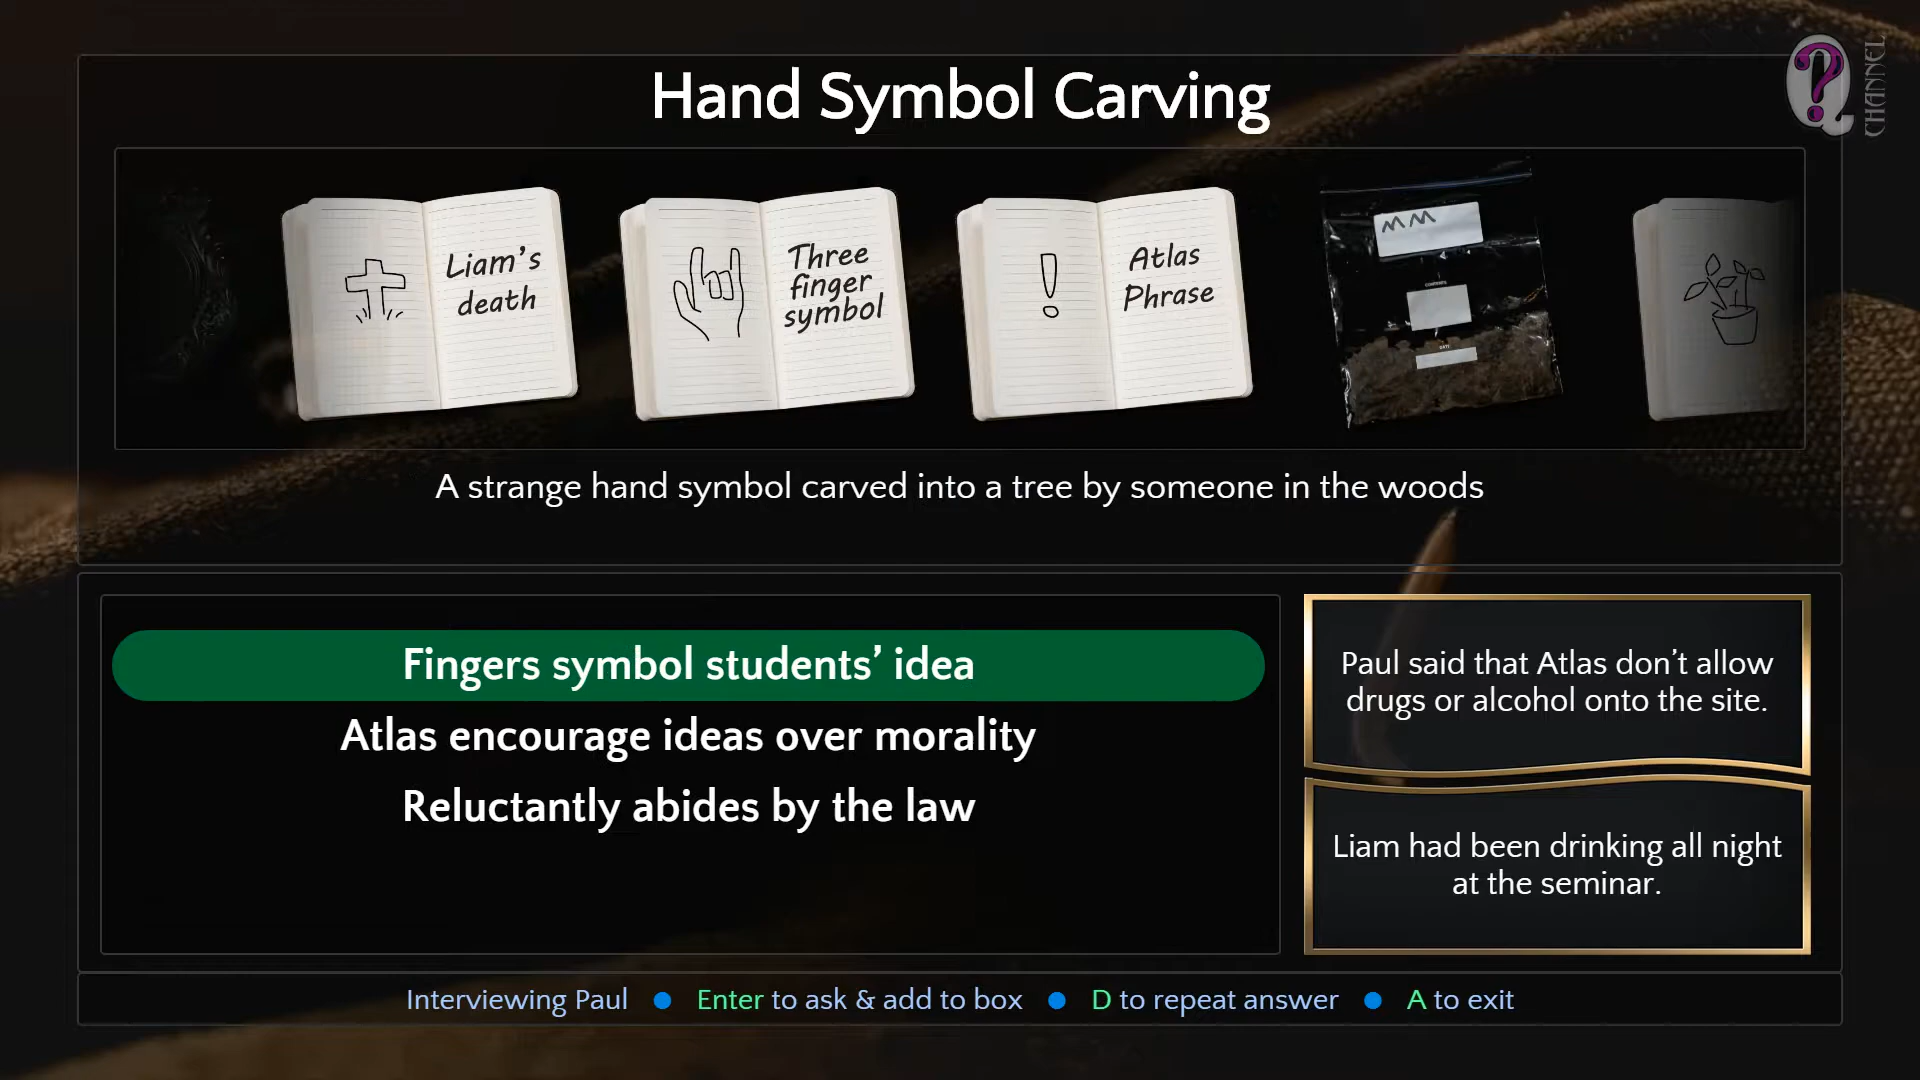 Hand Symbol Carving
CHANNEL
Liam's
death
Three
finger
symbol
Atlas
Phrase
MM
A strange hand symbol carved into a tree by someone in the woods
Fingers symbol students' idea
Atlas encourage ideas over morality
Reluctantly abides by the law
Paul said that Atlas don't allow
drugs or alcohol onto the site.
Liam had been drinking all night
at the seminar.
Interviewing Paul ● Enter to ask & add to box ● D to repeat answer ● A to exit